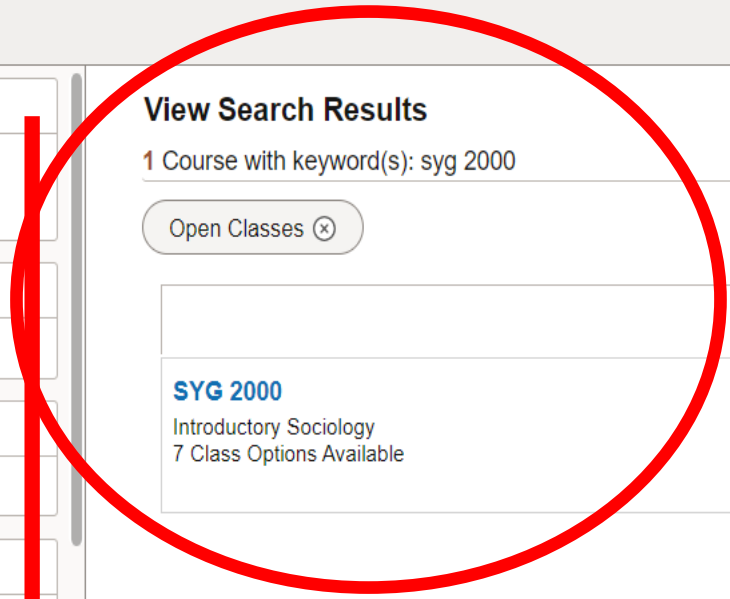 View Search Results
1 Course with keyword(s): syg 2000
Open Classes
SYG 2000
Introductory Sociology
7 Class Options Available